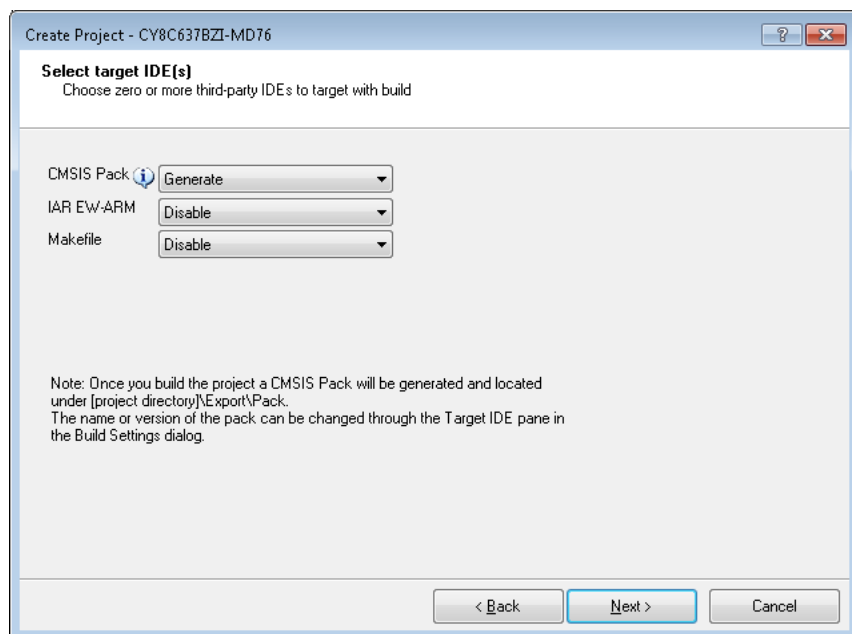 Create Project - CY8C637BZI-MD76
Select target IDE(s)
Choose zero or more third-party IDEs to target with build
CMSIS Pack Generate
IAR EW-ARM Disable
Makefile Disable
Note: Once you build the project a CMSIS Pack will be generated and located
under [project directory]\Export\Pack.
The name or version of the pack can be changed through the Target IDE pane in
the Build Settings dialog.
< Back Next > Cancel